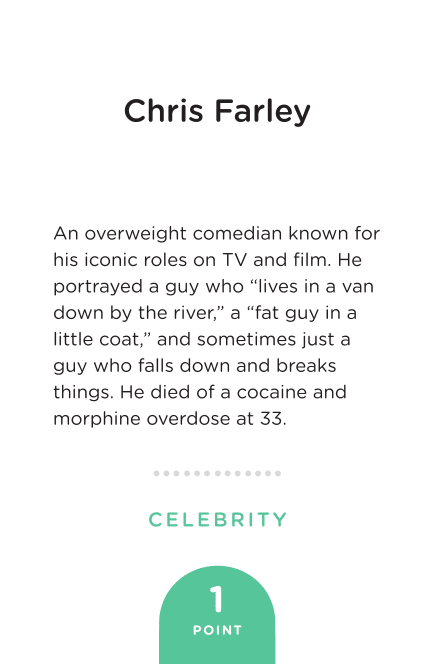 Chris Farley
An overweight comedian known for
his iconic roles on TV and film. He
portrayed a guy who “lives in a van
down by the river,” a “fat guy in a
little coat,” and sometimes just a
guy who falls down and breaks
things. He died of a cocaine and
morphine overdose at 33.
CELEBRITY
1
POINT